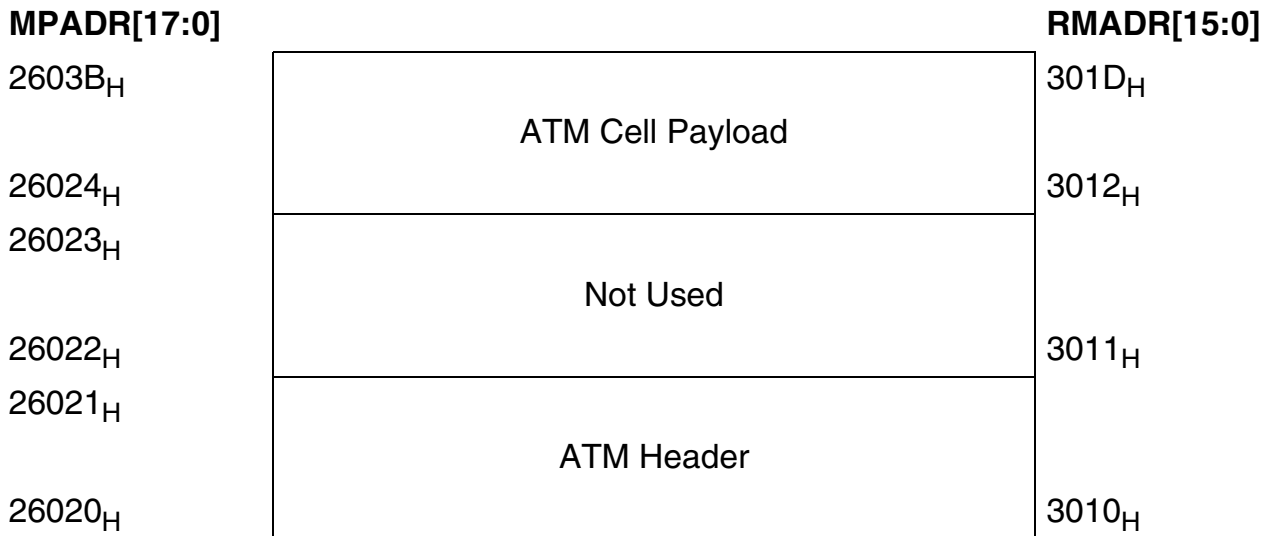 MPADR[17:0] RMADR[15:0]
2603BH 301DH
ATM Cell Payload
26024H 3012H
26023H
Not Used
26022H 3011H
26021H
ATM Header
26020H 3010H